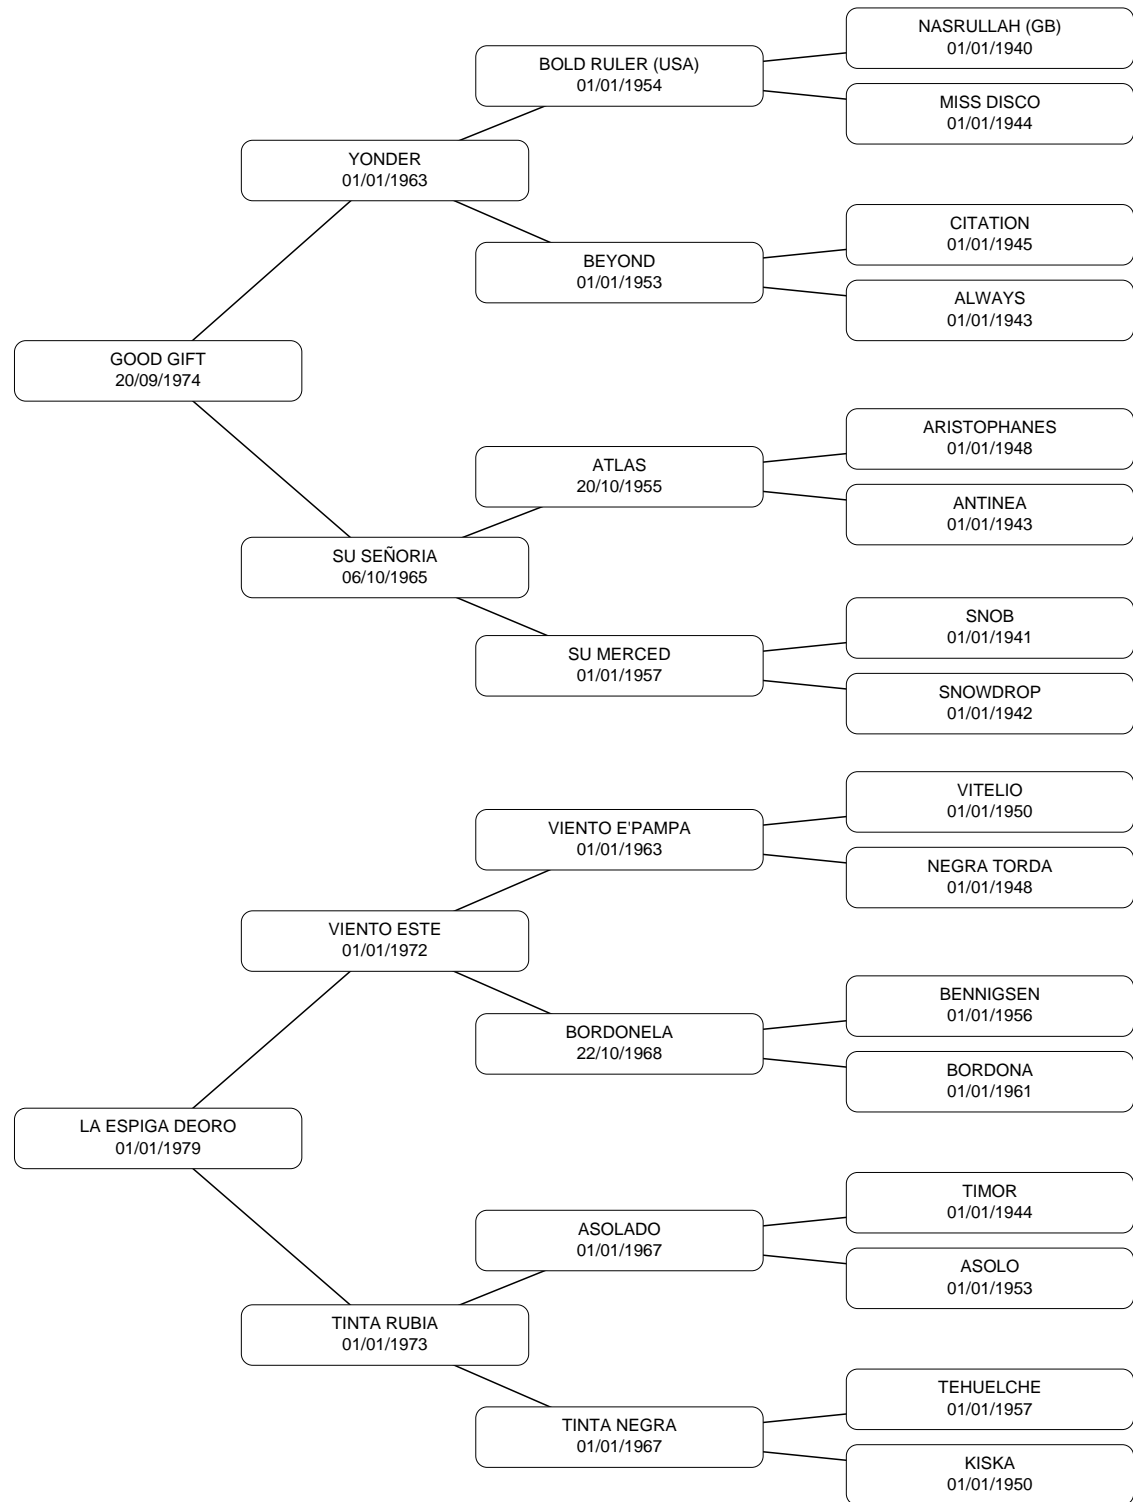 NASRULLAH (GB)
01/01/1940
BOLD RULER (USA)
01/01/1954
MISS DISCO
01/01/1944
YONDER
01/01/1963
CITATION
01/01/1945
BEYOND
01/01/1953
ALWAYS
01/01/1943
GOOD GIFT
20/09/1974
ARISTOPHANES
01/01/1948
ATLAS
20/10/1955
ANTINEA
01/01/1943
SU SEÑORIA
06/10/1965
SNOB
01/01/1941
SU MERCED
01/01/1957
SNOWDROP
01/01/1942
VITELIO
01/01/1950
VIENTO E'PAMPA
01/01/1963
NEGRA TORDA
01/01/1948
VIENTO ESTE
01/01/1972
BENNIGSEN
01/01/1956
BORDONELA
22/10/1968
BORDONA
01/01/1961
LA ESPIGA DEORO
01/01/1979
TIMOR
01/01/1944
ASOLADO
01/01/1967
ASOLO
01/01/1953
TINTA RUBIA
01/01/1973
TEHUELCHE
01/01/1957
TINTA NEGRA
01/01/1967
KISKA
01/01/1950